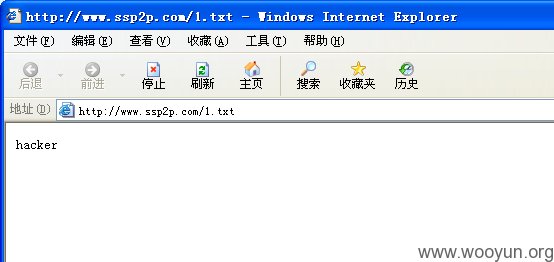 http://www.ssp2p.com/1.txt - Windows Internet Explorer
文件(F) 编辑(E) 查看(V) 收藏(A) 工具(T) 帮助(H)
后退 前进 停止 刷新 主页 搜索 收藏夹 历史
地址(D) http://www.ssp2p.com/1.txt
hacker
www.wooyun.org